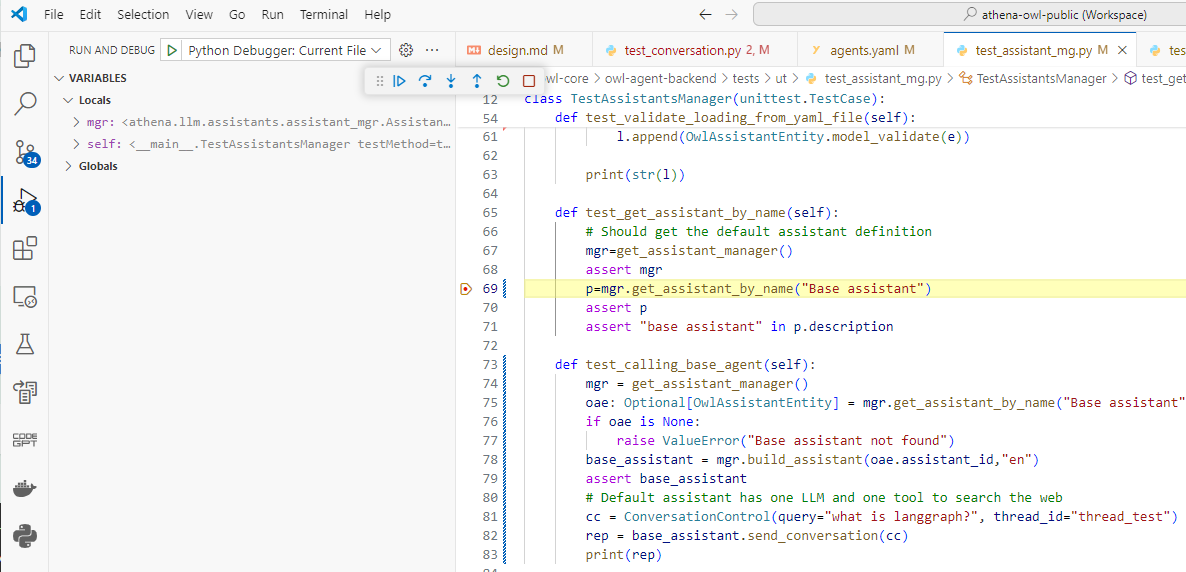 File Edit Selection View Go Run Terminal Help
athena-owl-public (Workspace)
RUN AND DEBUG Python Debugger: Current File
design.md M test_conversation.py 2, M agents.yaml M test_assistant_mg.py M tes
wl-core > owl-agent-backend > tests > ut > test_assistant_mg.py > TestAssistantsManager > test_get
VARIABLES
Locals
mgr: <athena.llm.assistants.assistant_mgr.Assistan...
self: <__main__.TestAssistantsManager testMethod=t...
Globals
34
1
CODE
GPT
12 class TestAssistantsManager(unittest.TestCase):
54 def test_validate_loading_from_yaml_file(self):
61 l.append(OwlAssistantEntity.model_validate(e))
62
63 print(str(l))
64
65 def test_get_assistant_by_name(self):
66 # Should get the default assistant definition
67 mgr=get_assistant_manager()
68 assert mgr
69 p=mgr.get_assistant_by_name("Base assistant")
70 assert p
71 assert "base assistant" in p.description
72
73 def test_calling_base_agent(self):
74 mgr = get_assistant_manager()
75 oae: Optional[OwlAssistantEntity] = mgr.get_assistant_by_name("Base assistant"
76 if oae is None:
77 raise ValueError("Base assistant not found")
78 base_assistant = mgr.build_assistant(oae.assistant_id,"en")
79 assert base_assistant
80 # Default assistant has one LLM and one tool to search the web
81 cc = ConversationControl(query="what is langgraph?", thread_id="thread_test")
82 rep = base_assistant.send_conversation(cc)
83 print(rep)